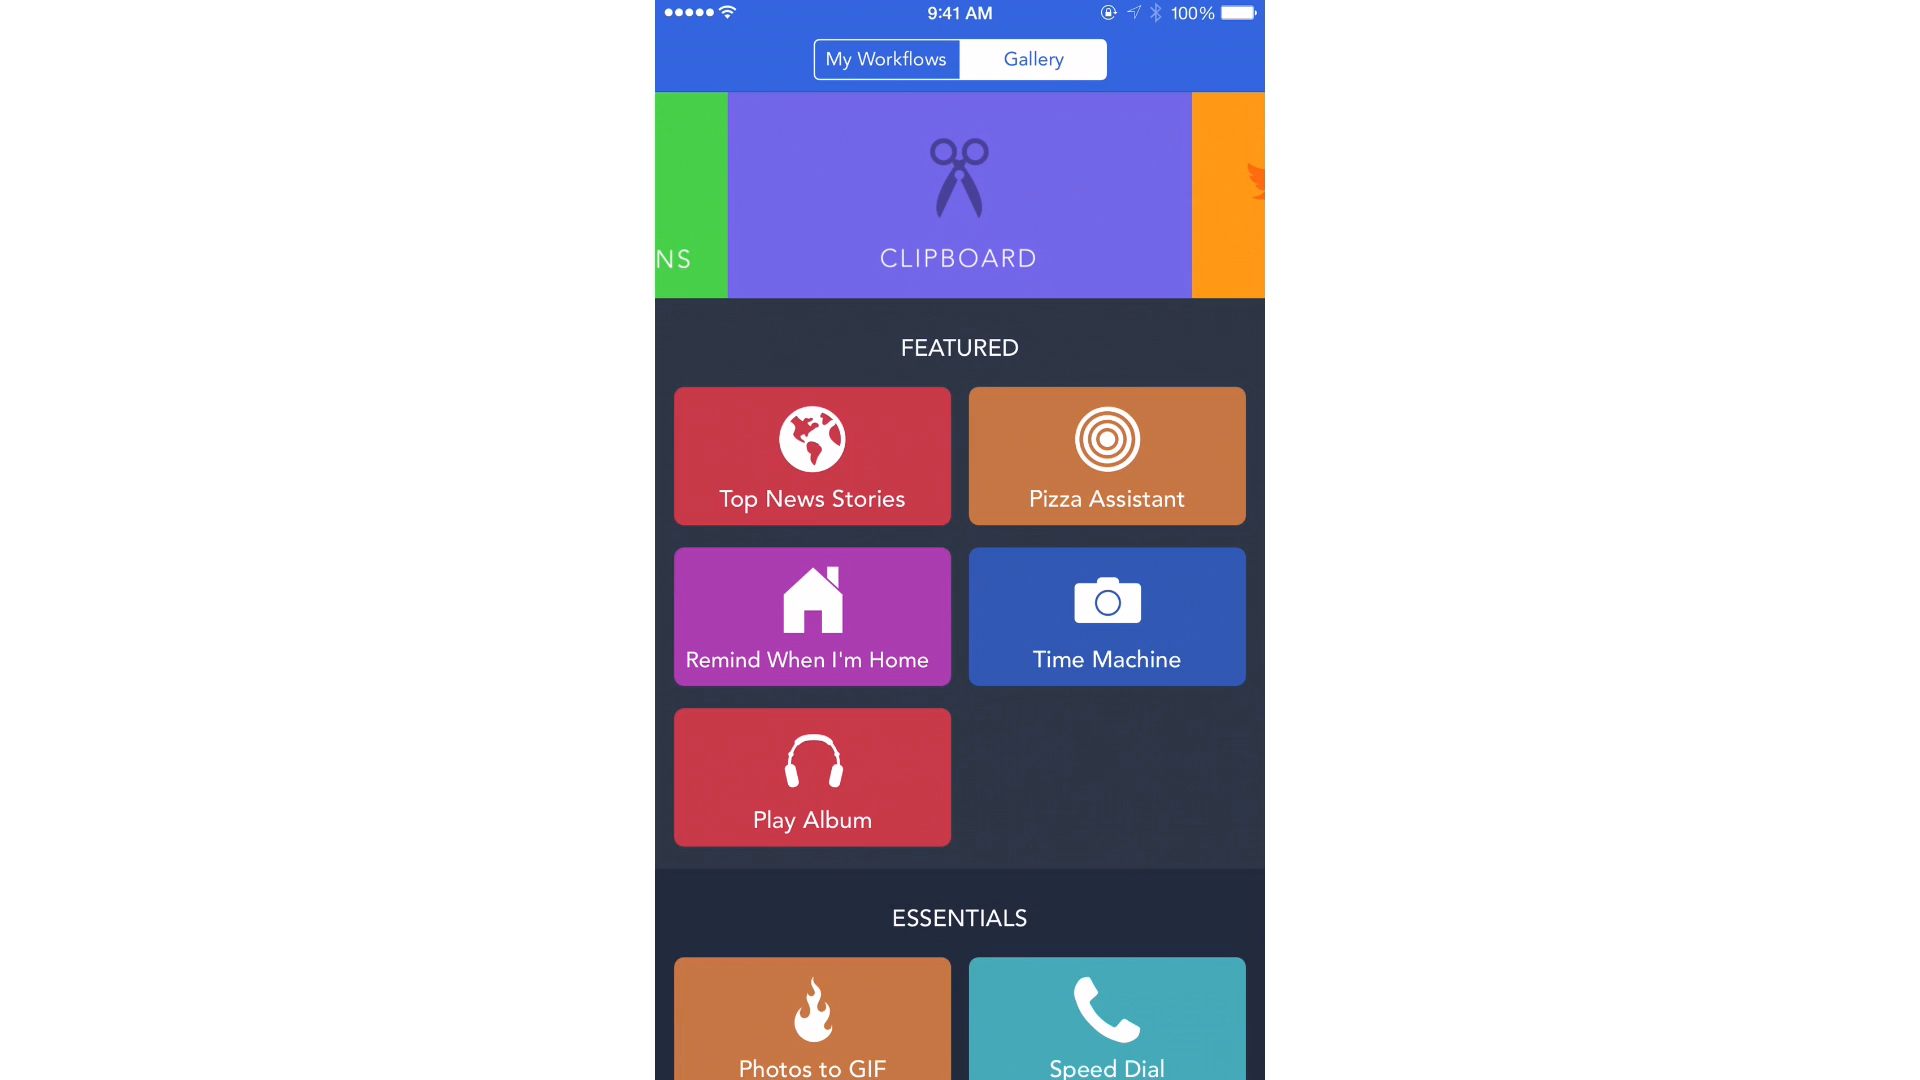 9:41 AM
100%
My Workflows
Gallery
NS
CLIPBOARD
FEATURED
Top News Stories
Pizza Assistant
Remind When I'm Home
Time Machine
Play Album
ESSENTIALS
Photos to GIF
Speed Dial